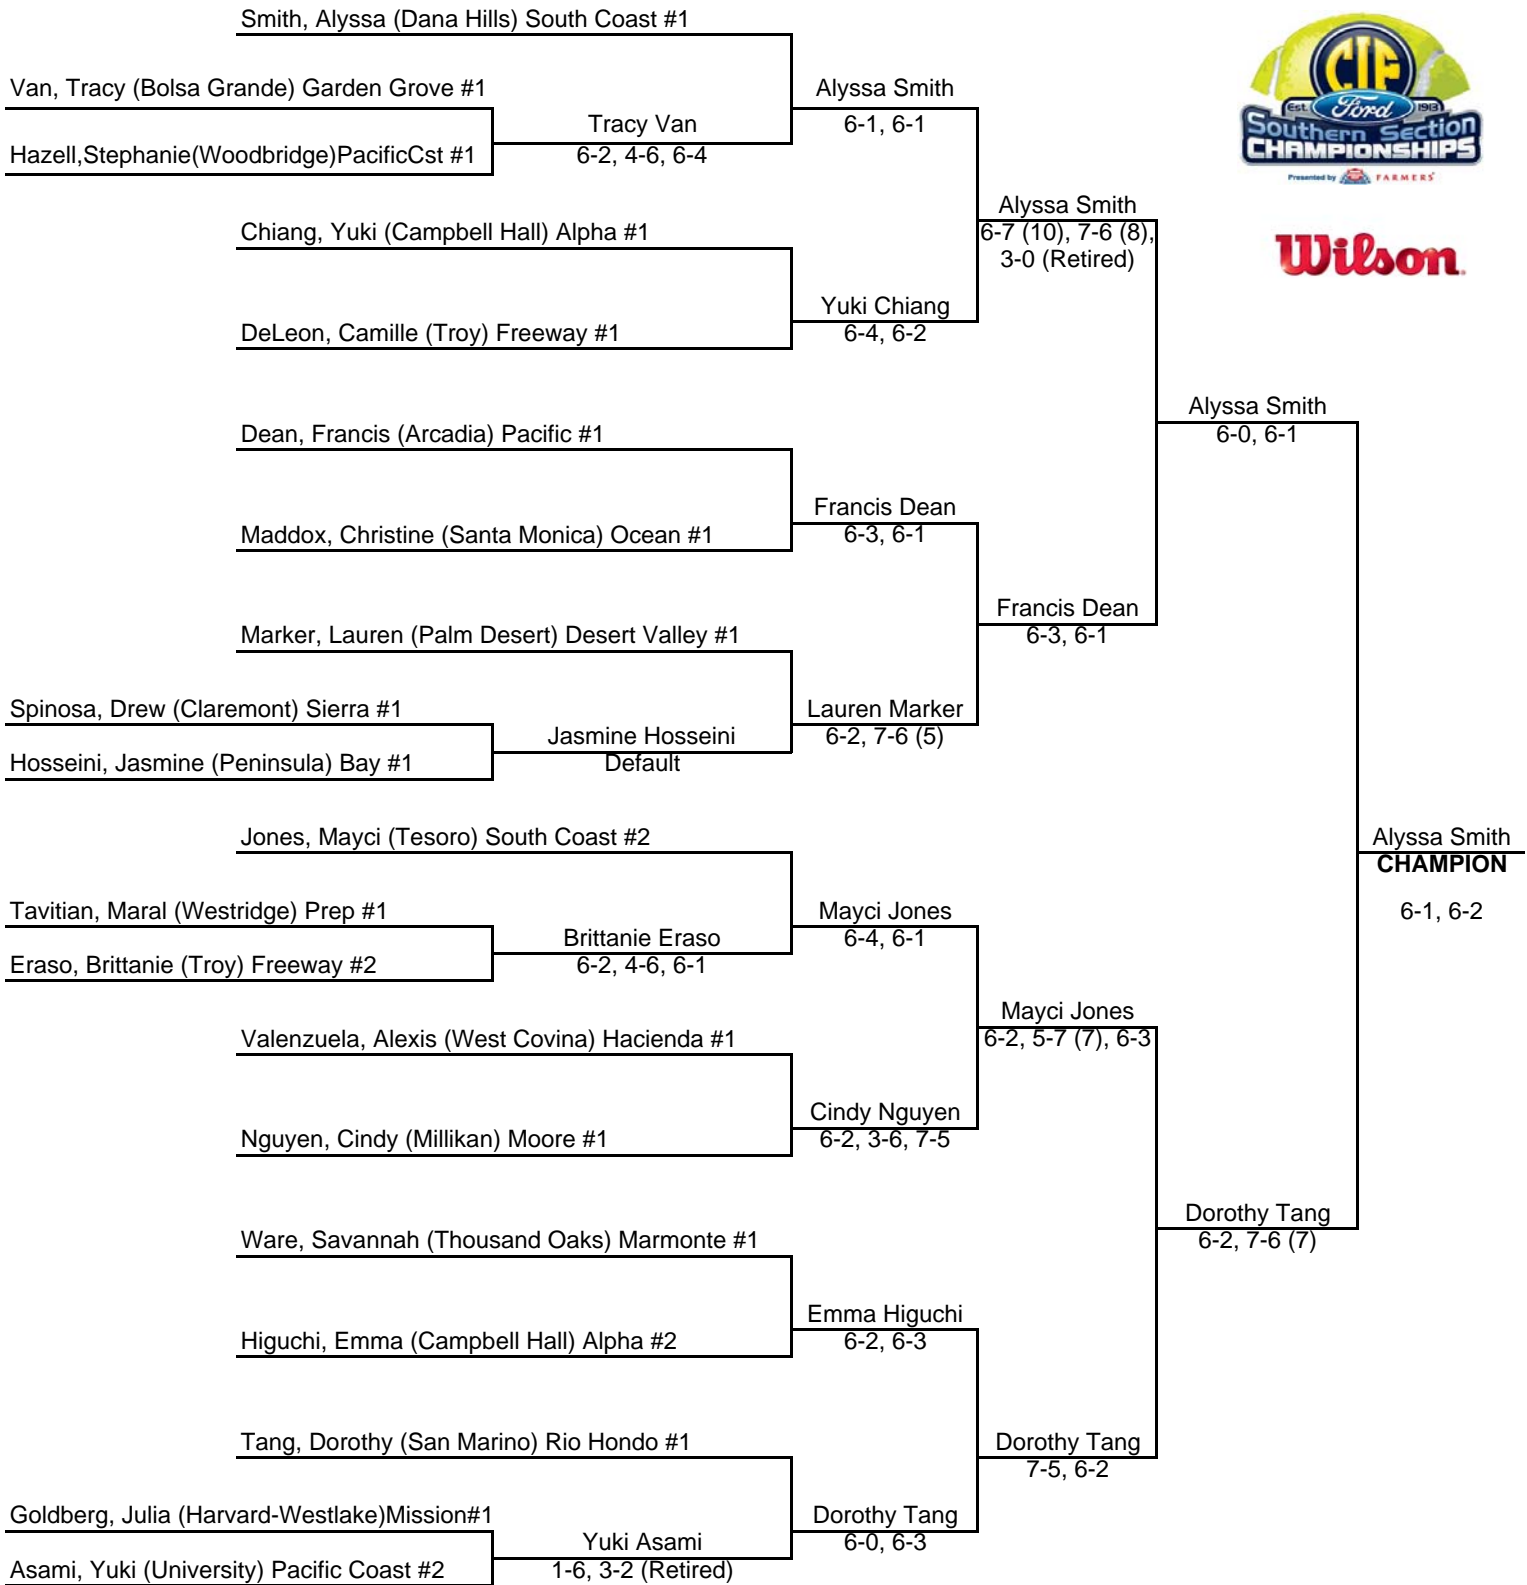 Smith, Alyssa (Dana Hills) South Coast #1
Van, Tracy (Bolsa Grande) Garden Grove #1
Alyssa Smith
6-1, 6-1
Tracy Van
6-2, 4-6, 6-4
Hazell,Stephanie(Woodbridge)PacificCst #1
CIF
Est. Ford 1913
Southern Section
CHAMPIONSHIPS
Presented by FARMERS
Wilson
Alyssa Smith
6-7 (10), 7-6 (8),
3-0 (Retired)
Chiang, Yuki (Campbell Hall) Alpha #1
Yuki Chiang
6-4, 6-2
DeLeon, Camille (Troy) Freeway #1
Alyssa Smith
6-0, 6-1
Dean, Francis (Arcadia) Pacific #1
Francis Dean
6-3, 6-1
Maddox, Christine (Santa Monica) Ocean #1
Francis Dean
6-3, 6-1
Marker, Lauren (Palm Desert) Desert Valley #1
Spinosa, Drew (Claremont) Sierra #1
Lauren Marker
6-2, 7-6 (5)
Jasmine Hosseini
Default
Hosseini, Jasmine (Peninsula) Bay #1
Jones, Mayci (Tesoro) South Coast #2
Alyssa Smith
CHAMPION
6-1, 6-2
Tavitian, Maral (Westridge) Prep #1
Mayci Jones
6-4, 6-1
Brittanie Eraso
6-2, 4-6, 6-1
Eraso, Brittanie (Troy) Freeway #2
Mayci Jones
6-2, 5-7 (7), 6-3
Valenzuela, Alexis (West Covina) Hacienda #1
Cindy Nguyen
6-2, 3-6, 7-5
Nguyen, Cindy (Millikan) Moore #1
Dorothy Tang
6-2, 7-6 (7)
Ware, Savannah (Thousand Oaks) Marmonte #1
Emma Higuchi
6-2, 6-3
Higuchi, Emma (Campbell Hall) Alpha #2
Tang, Dorothy (San Marino) Rio Hondo #1
Dorothy Tang
7-5, 6-2
Goldberg, Julia (Harvard-Westlake)Mission#1
Dorothy Tang
6-0, 6-3
Yuki Asami
1-6, 3-2 (Retired)
Asami, Yuki (University) Pacific Coast #2